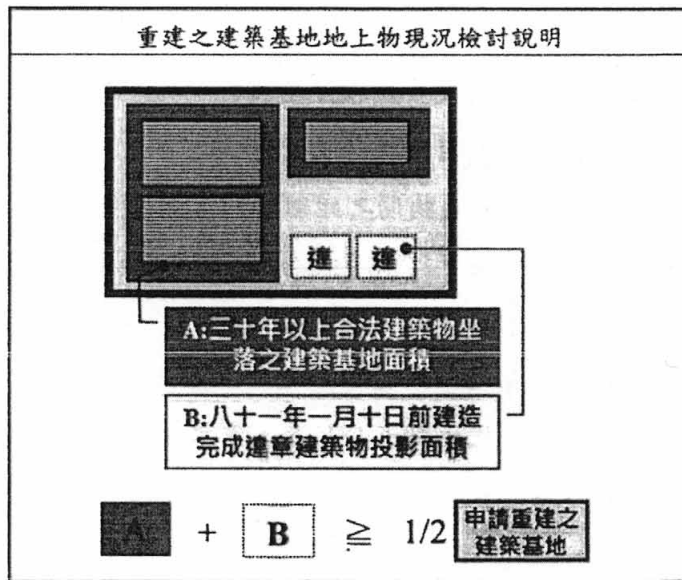 重建之建築基地地上物現況檢討說明
違 違
A:三十年以上合法建築物坐
落之建築基地面積
B:八十一年一月十日前建造
完成違章建築物投影面積
A + B ≧ 1/2 申請重建之
建築基地